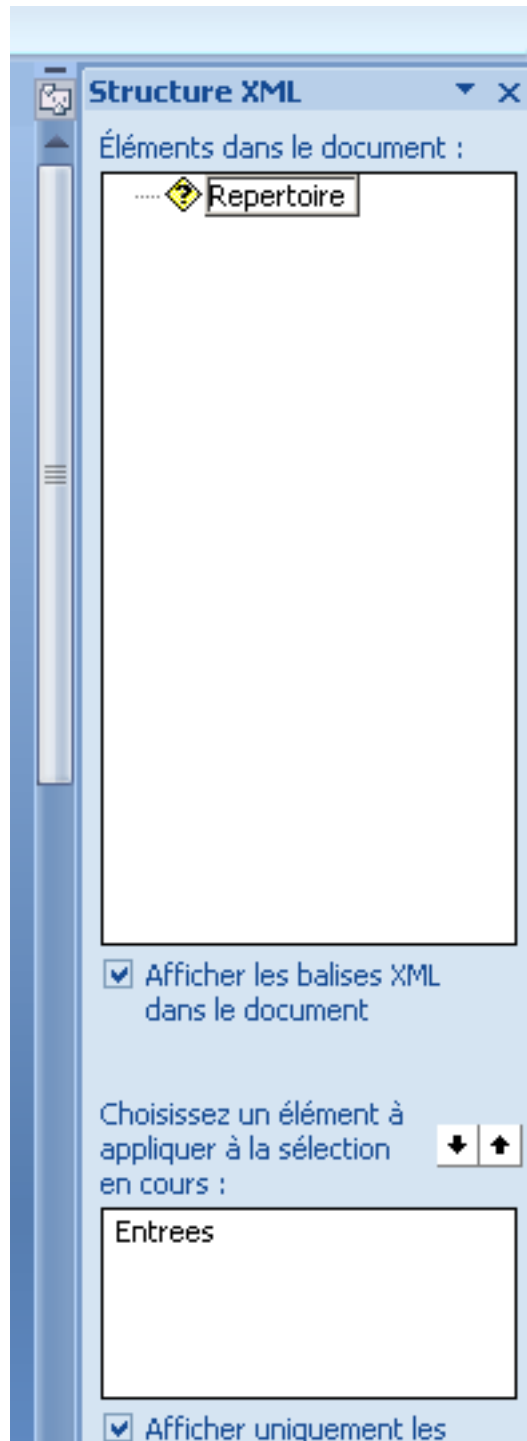 Structure XML
Éléments dans le document :
Repertoire
Afficher les balises XML
dans le document
Choisissez un élément à
appliquer à la sélection
en cours :
Entrees
Afficher uniquement les